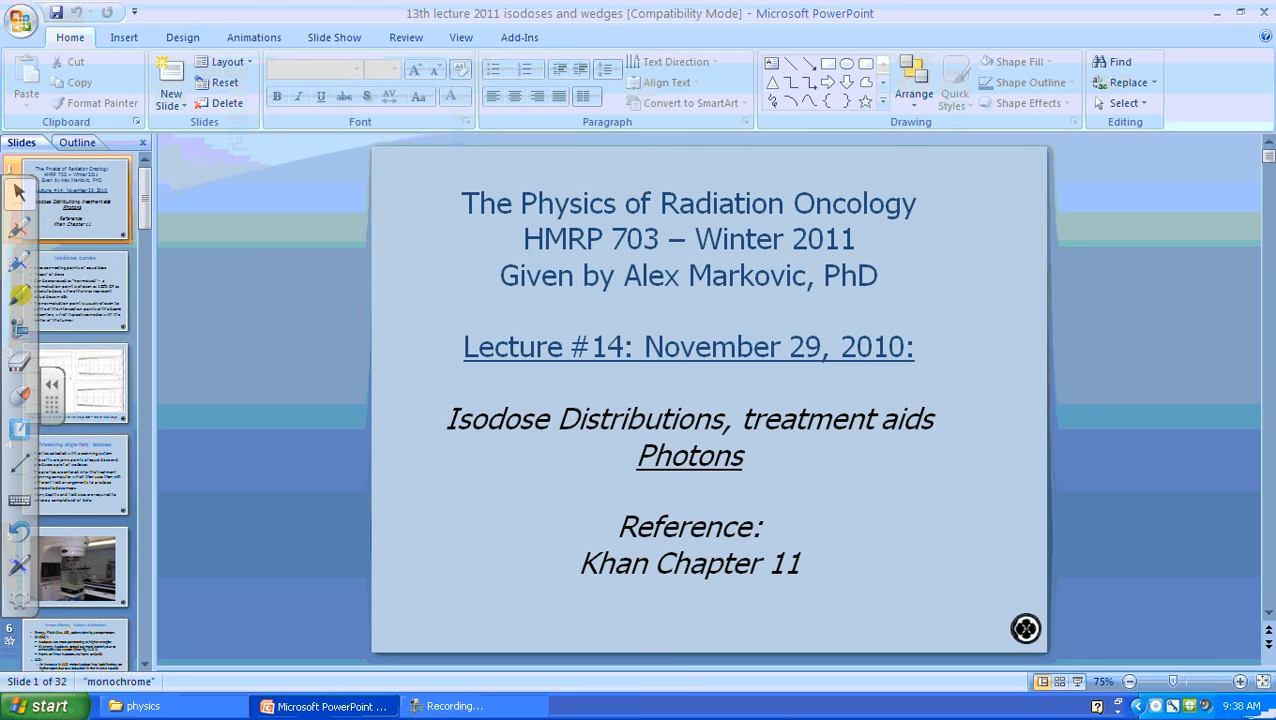 13th lecture 2011 isodoses and wedges [Compatibility Mode] - Microsoft PowerPoint
Home Insert Design Animations Slide Show Review View Add-Ins
Paste
Cut
Copy
Format Painter
Clipboard
New Slide
Layout
Reset
Delete
Slides
Font
Text Direction
Align Text
Convert to SmartArt
Paragraph
Arrange
Quick Styles
Shape Fill
Shape Outline
Shape Effects
Drawing
Find
Replace
Select
Editing
Slides Outline
The Physics of Radiation Oncology
HMRP 703 – Winter 2011
Given by Alex Markovic, PhD
Lecture #14: November 29, 2010:
Isodose Distributions, treatment aids
Photons
Reference:
Khan Chapter 11
6
Slide 1 of 32
"monochrome"
75%
start
physics
Microsoft PowerPoint ...
Recording...
9:38 AM